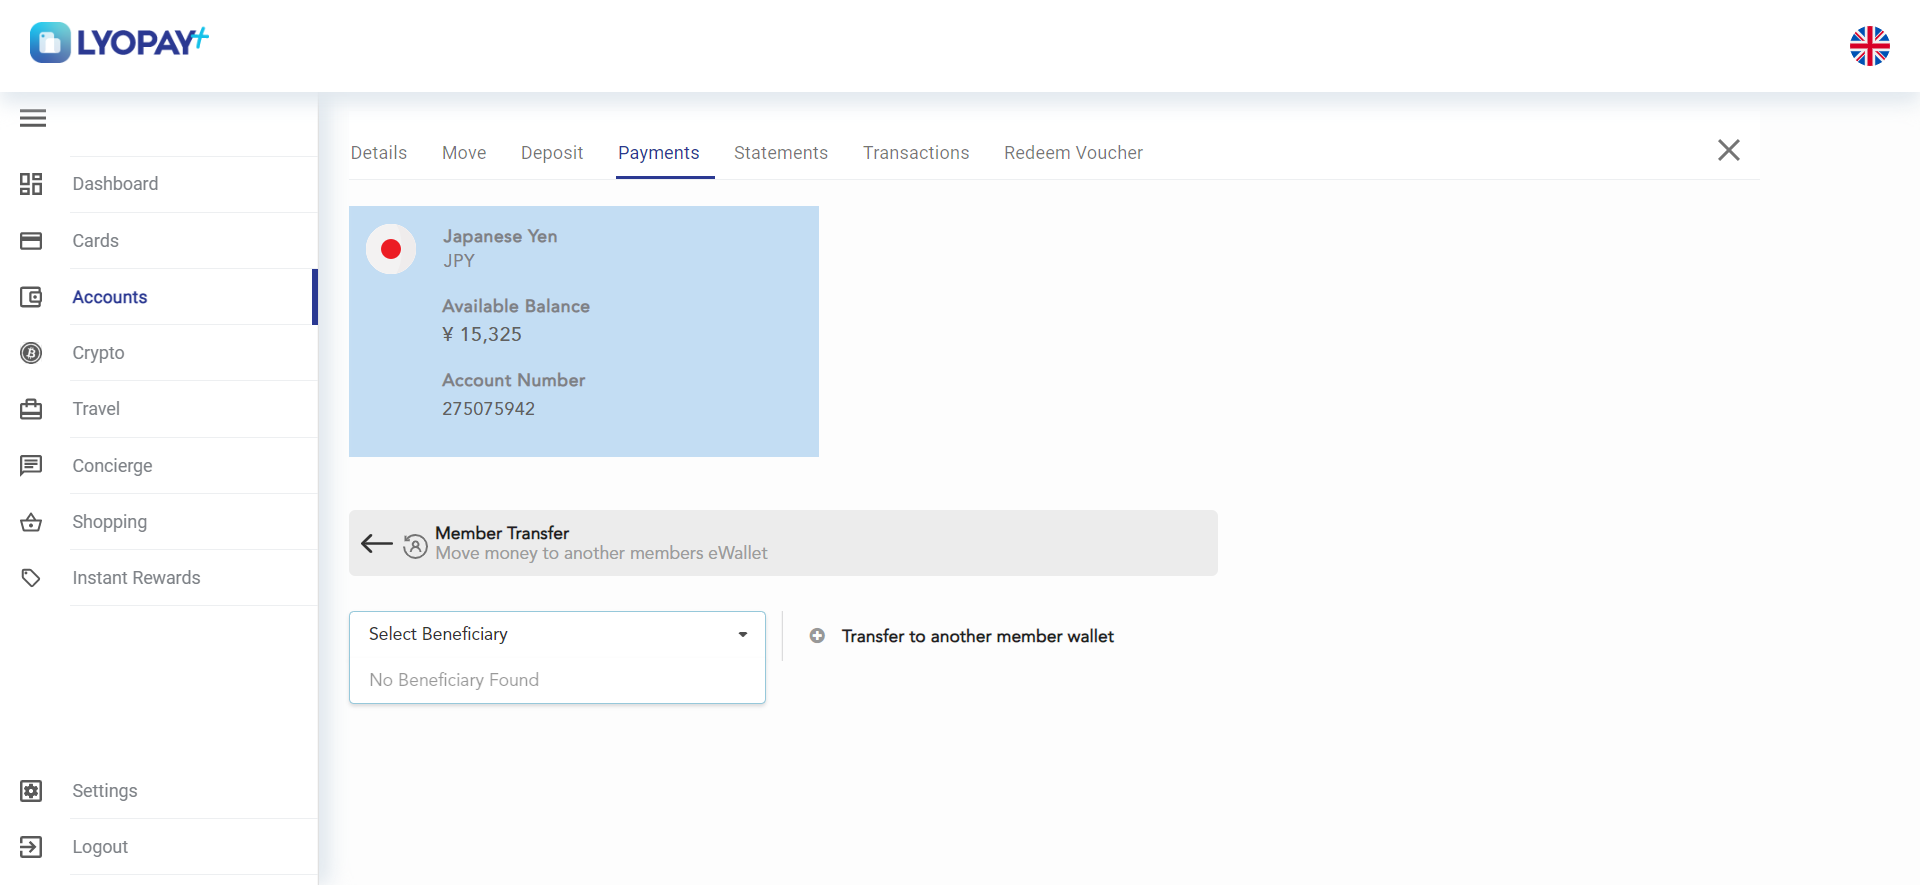 LYOPAY+
Details Move Deposit Payments Statements Transactions Redeem Voucher
Dashboard
Cards
Accounts
Crypto
Travel
Concierge
Shopping
Instant Rewards
Settings
Logout
Japanese Yen
JPY
Available Balance
¥ 15,325
Account Number
275075942
Member Transfer
Move money to another members eWallet
Select Beneficiary
No Beneficiary Found
Transfer to another member wallet